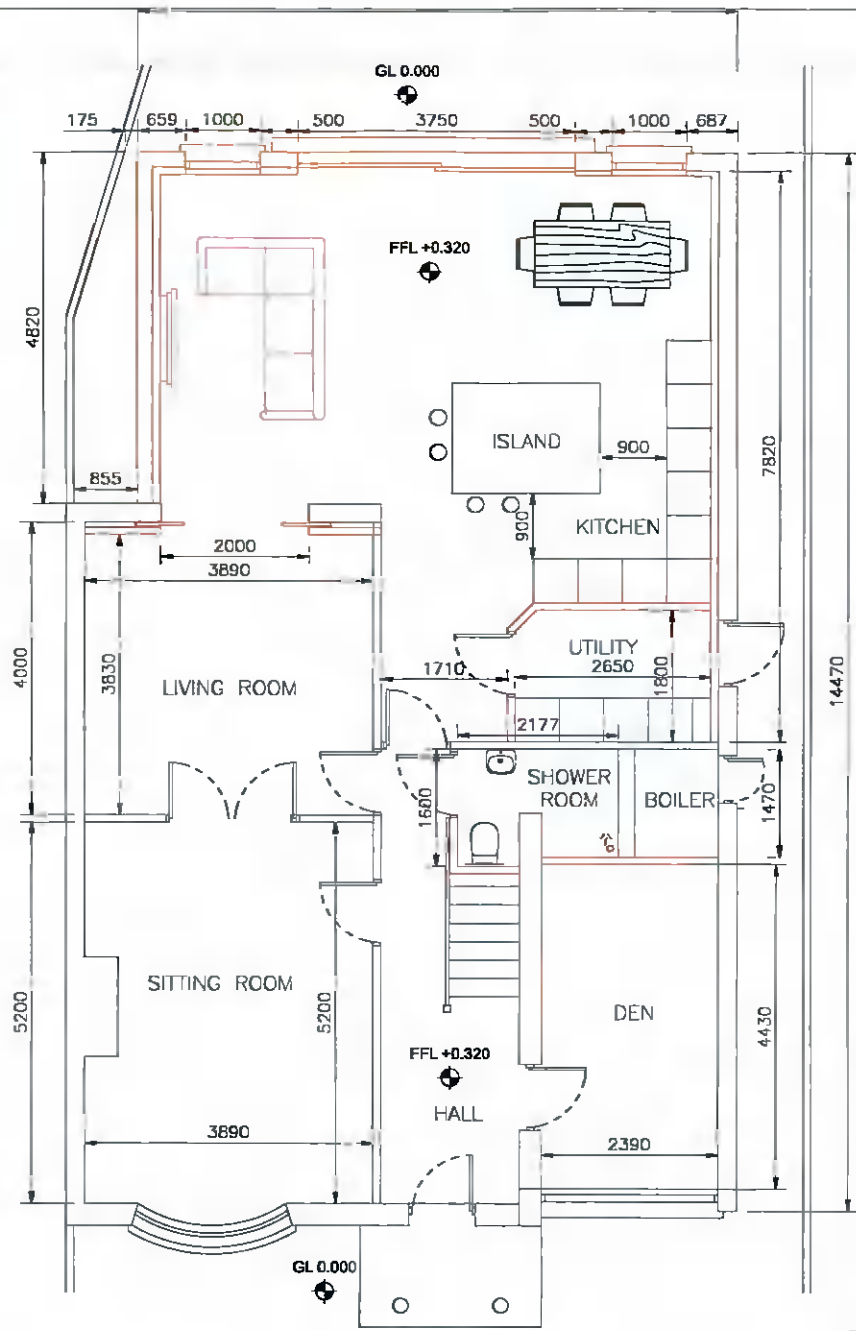 GL 0.000
175 659 1000 500 3750 500 1000 687
FFL +0.320
4820
ISLAND
900
7820
855
900
KITCHEN
2000
3890
4000
3830
UTILITY
1710
2650
1800
14470
LIVING ROOM
2177
SHOWER
ROOM
BOILER
1600
1470
5200
SITTING ROOM
5200
DEN
4430
FFL +0.320
HALL
3890
2390
GL 0.000